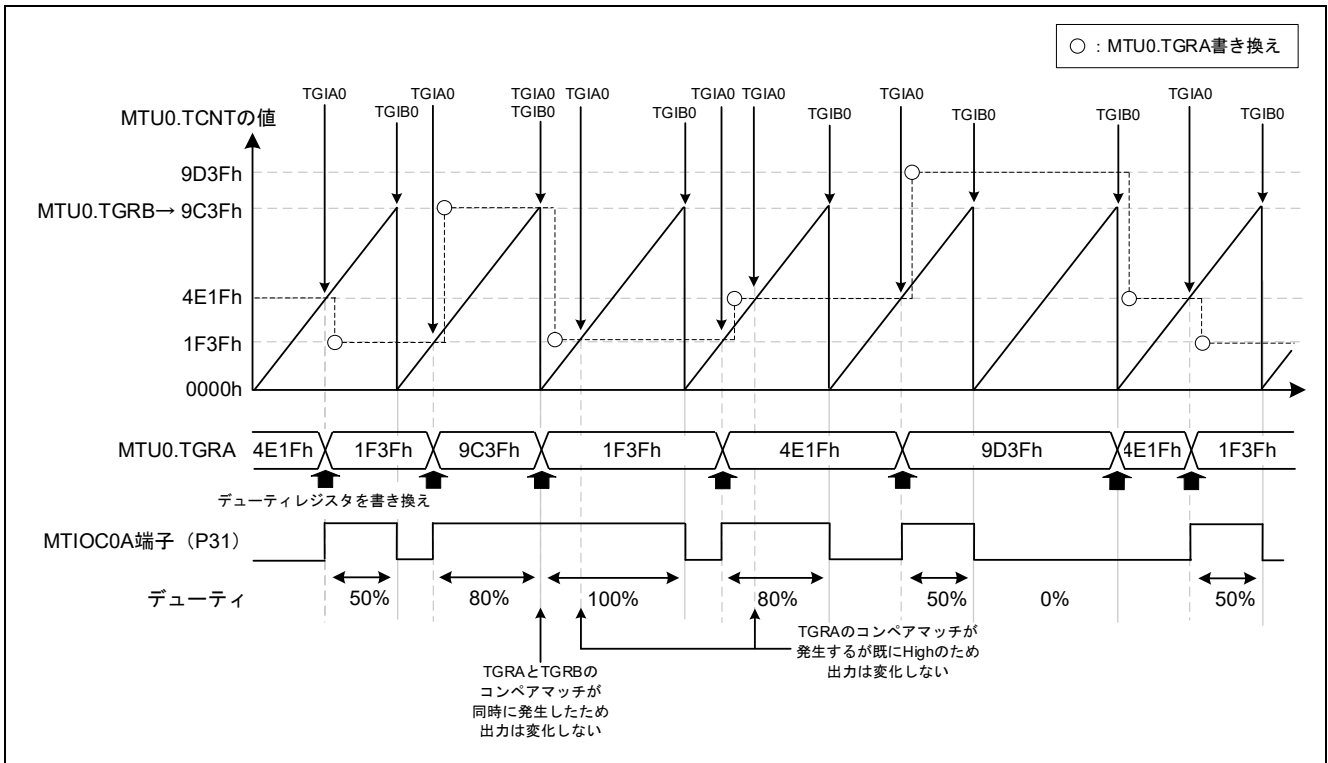 ○ : MTU0.TGRA書き換え
TGIA0 TGIA0 TGIA0 TGIA0 TGIA0 TGIA0 TGIA0 TGIA0
TGIB0 TGIB0 TGIB0 TGIB0 TGIB0 TGIB0 TGIB0
MTU0.TCNTの値
9D3Fh
MTU0.TGRB→ 9C3Fh
4E1Fh
1F3Fh
0000h
MTU0.TGRA 4E1Fh 1F3Fh 9C3Fh 1F3Fh 4E1Fh 9D3Fh 4E1Fh 1F3Fh
デューティレジスタを書き換え
MTIOC0A端子（P31）
デューティ 50% 80% 100% 80% 50% 0% 50%
TGRAのコンペアマッチが
発生するが既にHighのため
出力は変化しない
TGRAとTGRBの
コンペアマッチが
同時に発生したため
出力は変化しない